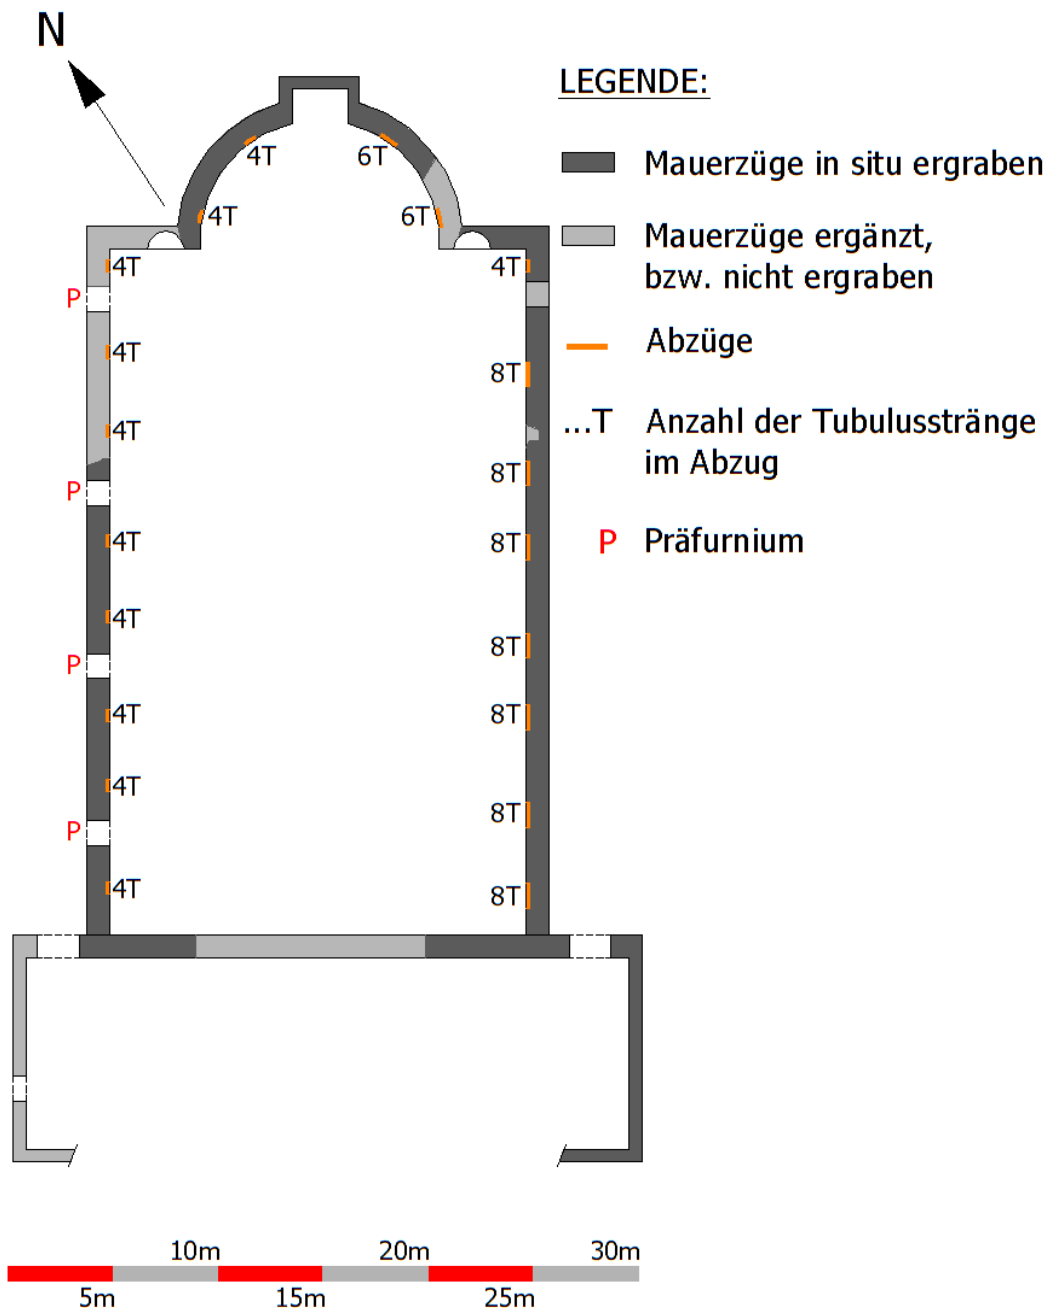 N
LEGENDE:
Mauerzüge in situ ergraben
Mauerzüge ergänzt,
bzw. nicht ergraben
Abzüge
...T Anzahl der Tubulusstränge
im Abzug
P Präfurnium
4T 6T
4T 6T
4T 4T
P
4T
8T
4T
8T
P
4T 8T
4T
8T
P
4T 8T
4T
8T
P
4T 8T
10m 20m 30m
5m 15m 25m